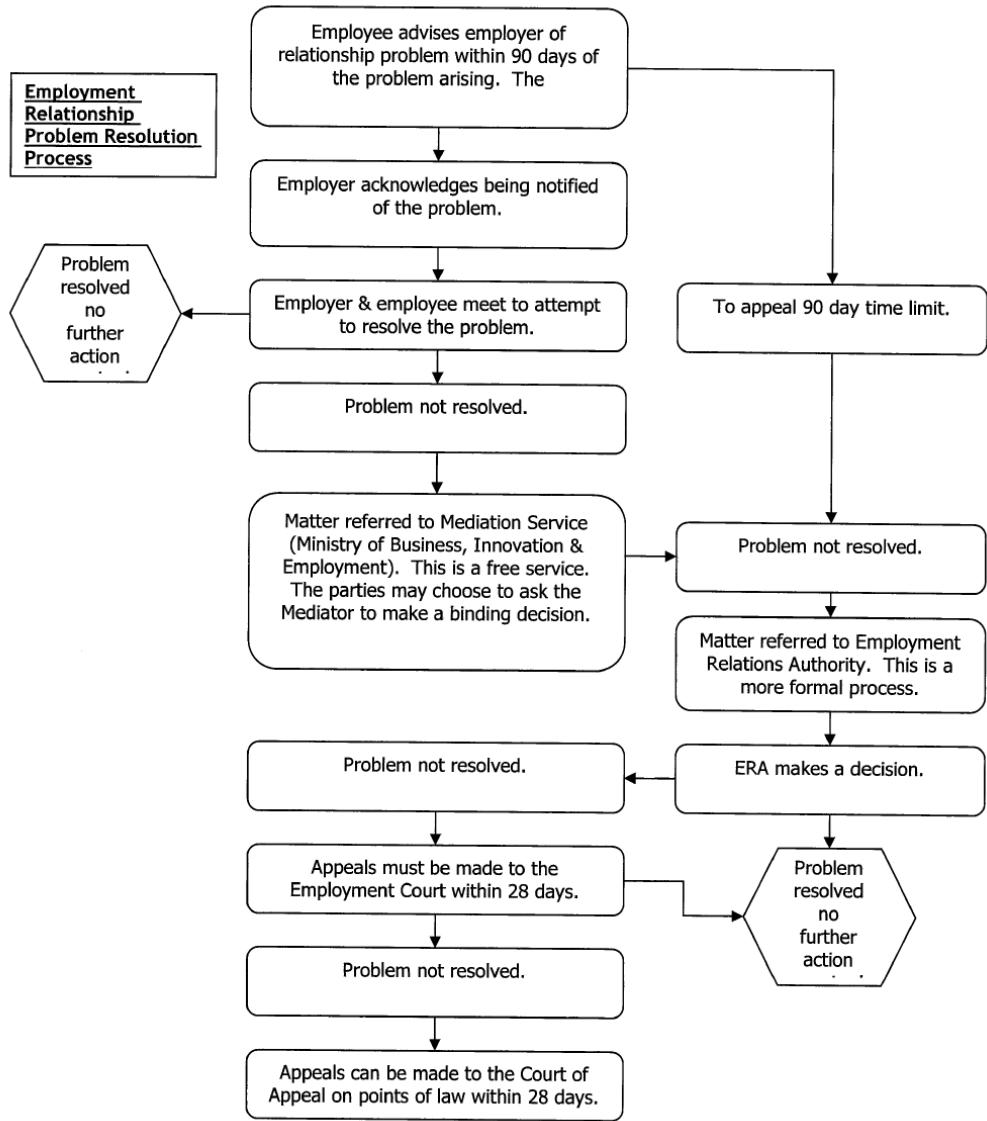 Employment
Relationship
Problem Resolution
Process
Employee advises employer of
relationship problem within 90 days of
the problem arising. The
Employer acknowledges being notified
of the problem.
Problem
resolved
no
further
action
Employer & employee meet to attempt
to resolve the problem.
To appeal 90 day time limit.
Problem not resolved.
Matter referred to Mediation Service
(Ministry of Business, Innovation &
Employment). This is a free service.
The parties may choose to ask the
Mediator to make a binding decision.
Problem not resolved.
Matter referred to Employment
Relations Authority. This is a
more formal process.
Problem not resolved.
ERA makes a decision.
Appeals must be made to the
Employment Court within 28 days.
Problem
resolved
no
further
action
Problem not resolved.
Appeals can be made to the Court of
Appeal on points of law within 28 days.